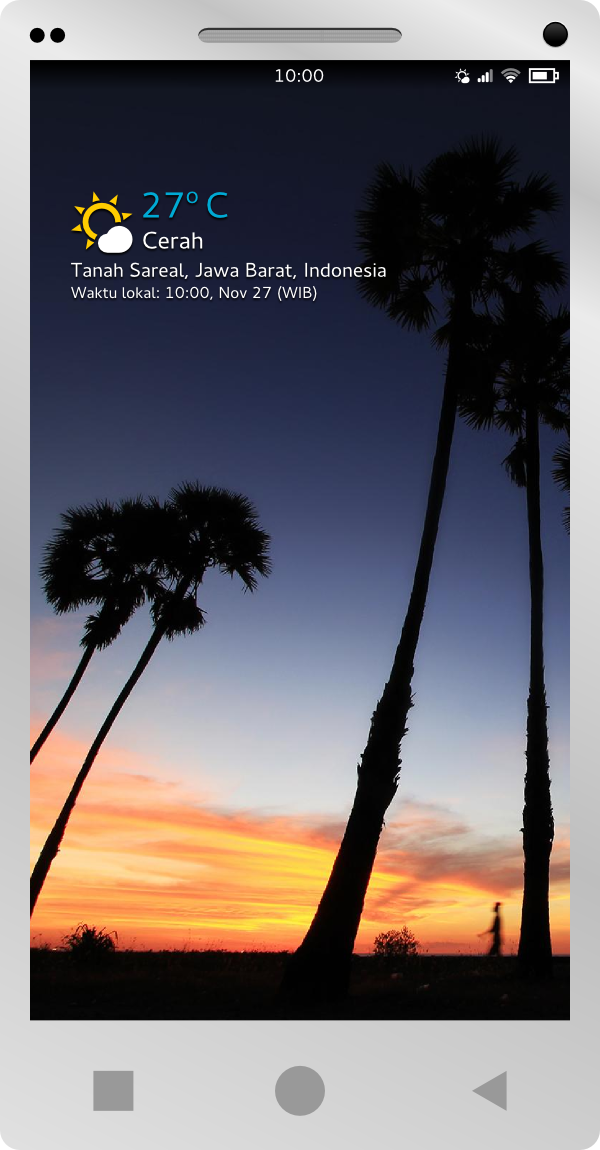 10:00
27° C
Cerah
Tanah Sareal, Jawa Barat, Indonesia
Waktu lokal: 10:00, Nov 27 (WIB)